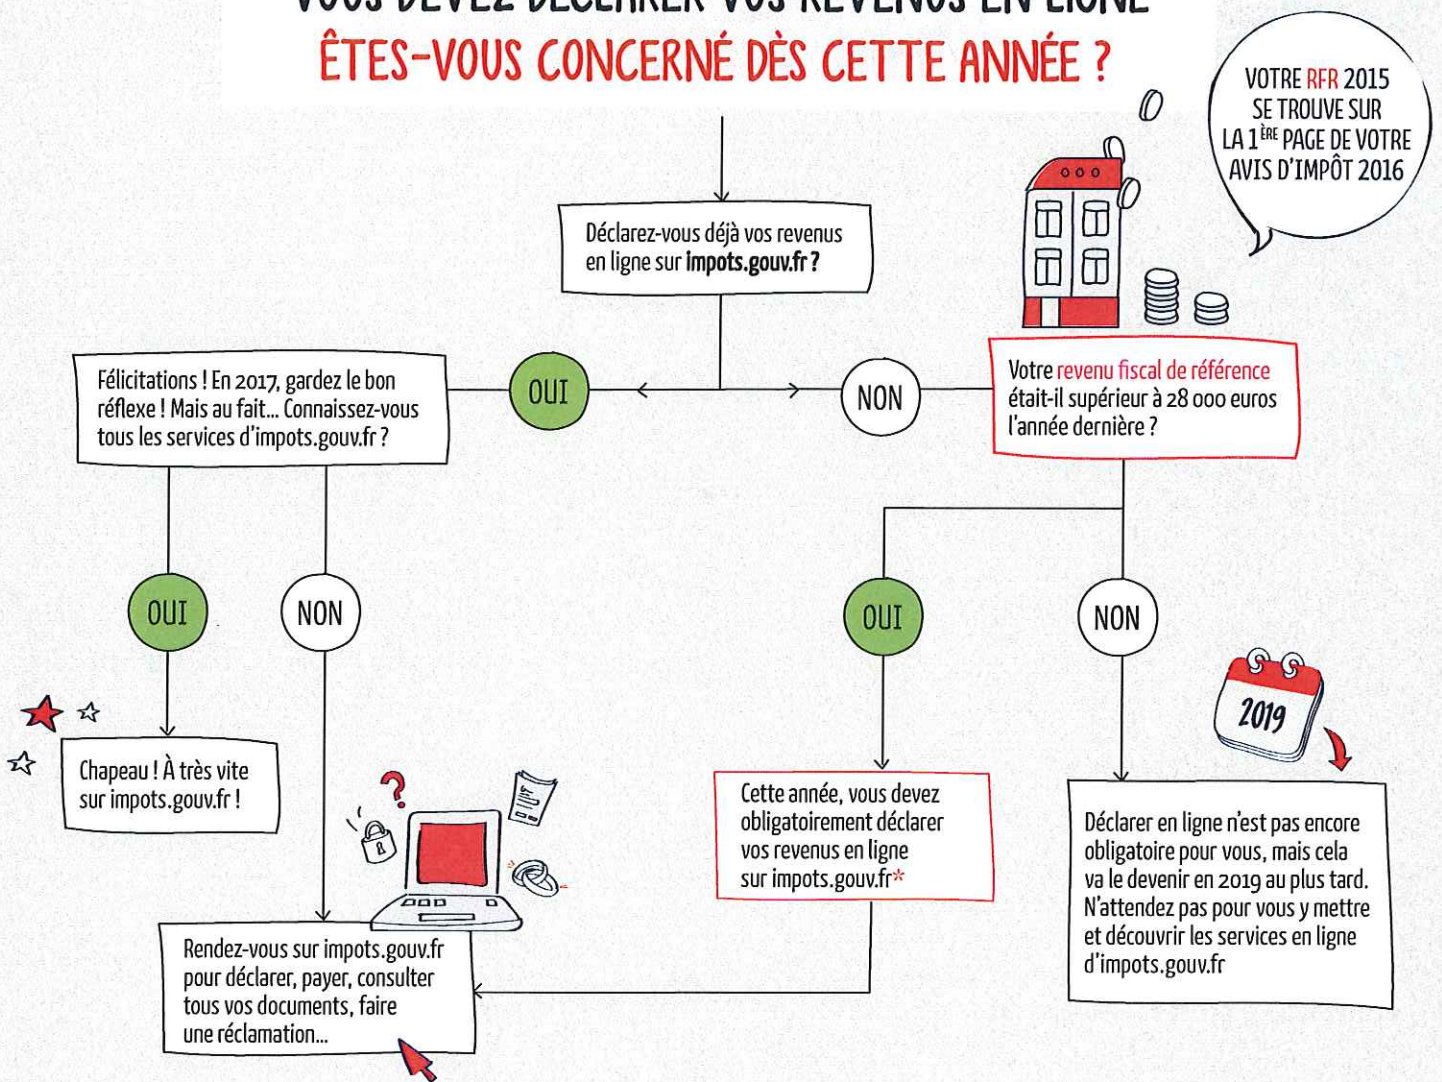 VOUS DEVEZ DÉCLARER VOS REVENUS EN LIGNE
ÊTES-VOUS CONCERNÉ DÈS CETTE ANNÉE ?
VOTRE RFR 2015
SE TROUVE SUR
LA 1ÈRE PAGE DE VOTRE
AVIS D'IMPÔT 2016
Déclarez-vous déjà vos revenus
en ligne sur impots.gouv.fr ?
OUI
NON
Félicitations ! En 2017, gardez le bon
réflexe ! Mais au fait... Connaissez-vous
tous les services d'impots.gouv.fr ?
Votre revenu fiscal de référence
était-il supérieur à 28 000 euros
l'année dernière ?
OUI
NON
OUI
NON
2019
Chapeau ! À très vite
sur impots.gouv.fr !
Cette année, vous devez
obligatoirement déclarer
vos revenus en ligne
sur impots.gouv.fr*
Déclarer en ligne n'est pas encore
obligatoire pour vous, mais cela
va le devenir en 2019 au plus tard.
N'attendez pas pour vous y mettre
et découvrir les services en ligne
d'impots.gouv.fr
Rendez-vous sur impots.gouv.fr
pour déclarer, payer, consulter
tous vos documents, faire
une réclamation...